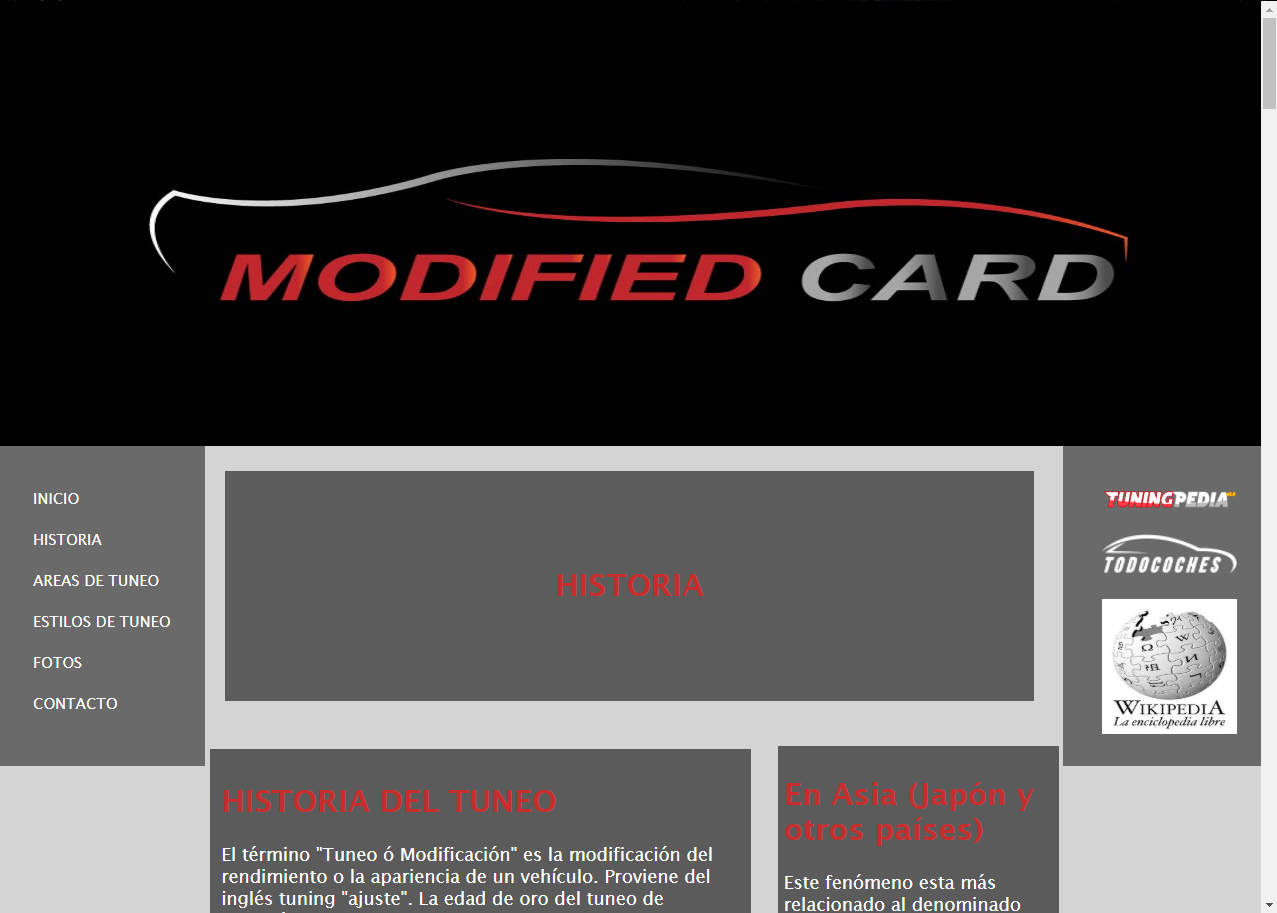 MODIFIED CARD
INICIO
HISTORIA
AREAS DE TUNEO
ESTILOS DE TUNEO
FOTOS
CONTACTO
HISTORIA
TUNINGPEDIA
TODOCOCHES
WIKIPEDIA
La enciclopedia libre
HISTORIA DEL TUNEO
El término "Tuneo ó Modificación" es la modificación del
rendimiento o la apariencia de un vehículo. Proviene del
inglés tuning "ajuste". La edad de oro del tuneo de
En Asia (Japón y
otros países)
Este fenómeno esta más
relacionado al denominado